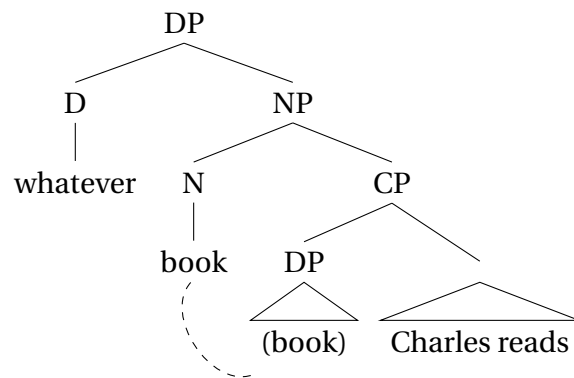 DP
D NP
whatever N CP
book DP
(book) Charles reads